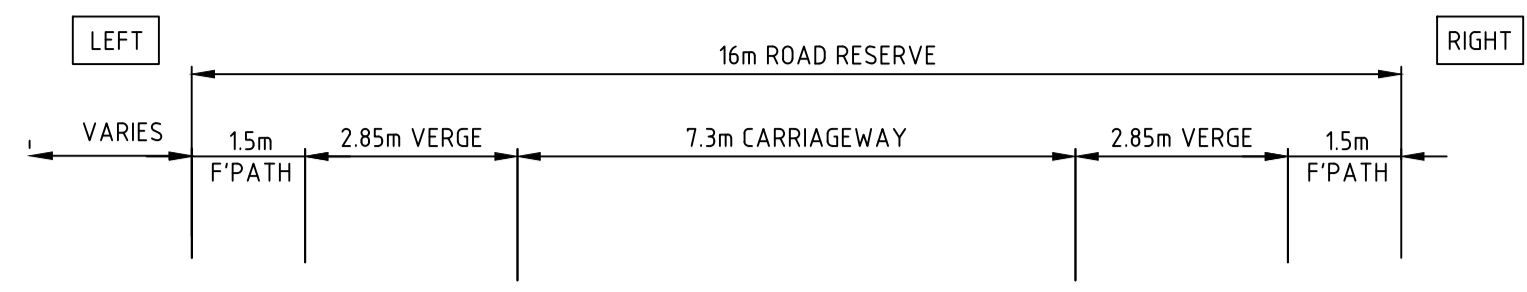 LEFT
RIGHT
16m ROAD RESERVE
VARIES
1.5m
F'PATH
2.85m VERGE
7.3m CARRIAGEWAY
2.85m VERGE
1.5m
F'PATH